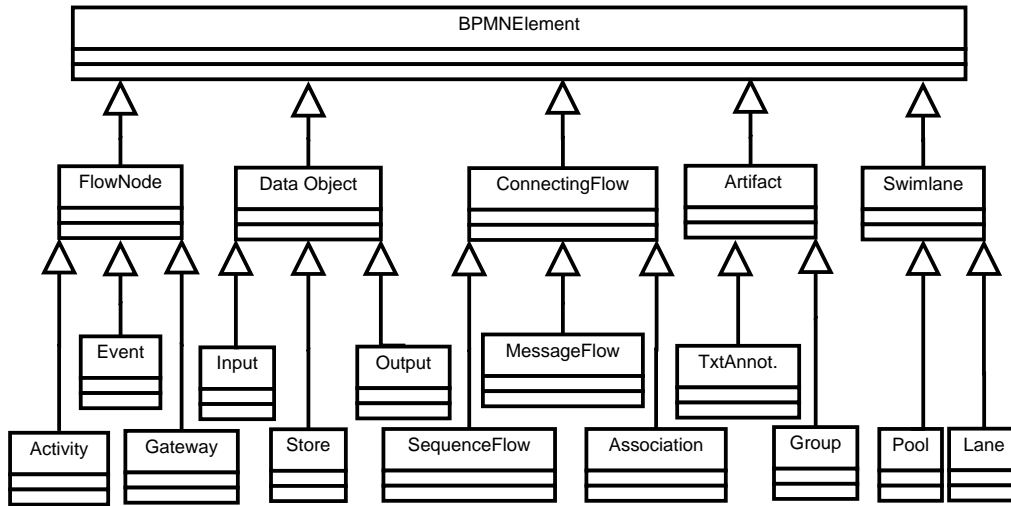 BPMNElement
FlowNode
Data Object
ConnectingFlow
Artifact
Swimlane
Event
Input
Output
MessageFlow
TxtAnnot.
Activity
Gateway
Store
SequenceFlow
Association
Group
Pool
Lane